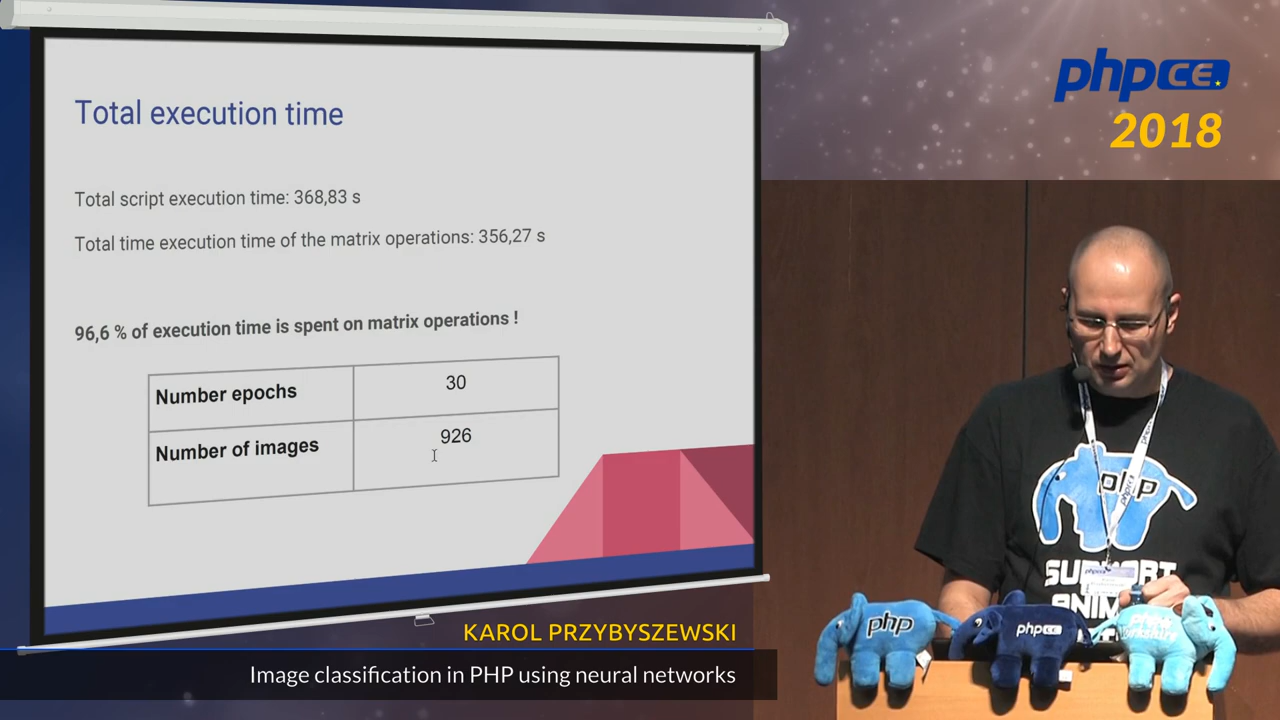 Total execution time
Total script execution time: 368,83 s
Total time execution time of the matrix operations: 356,27 s
96,6 % of execution time is spent on matrix operations !
Number epochs 30
Number of images 926
phpCE.
2018
php
SUPPORT
php
phpce
KAROL PRZYBYSZEWSKI
Image classification in PHP using neural networks